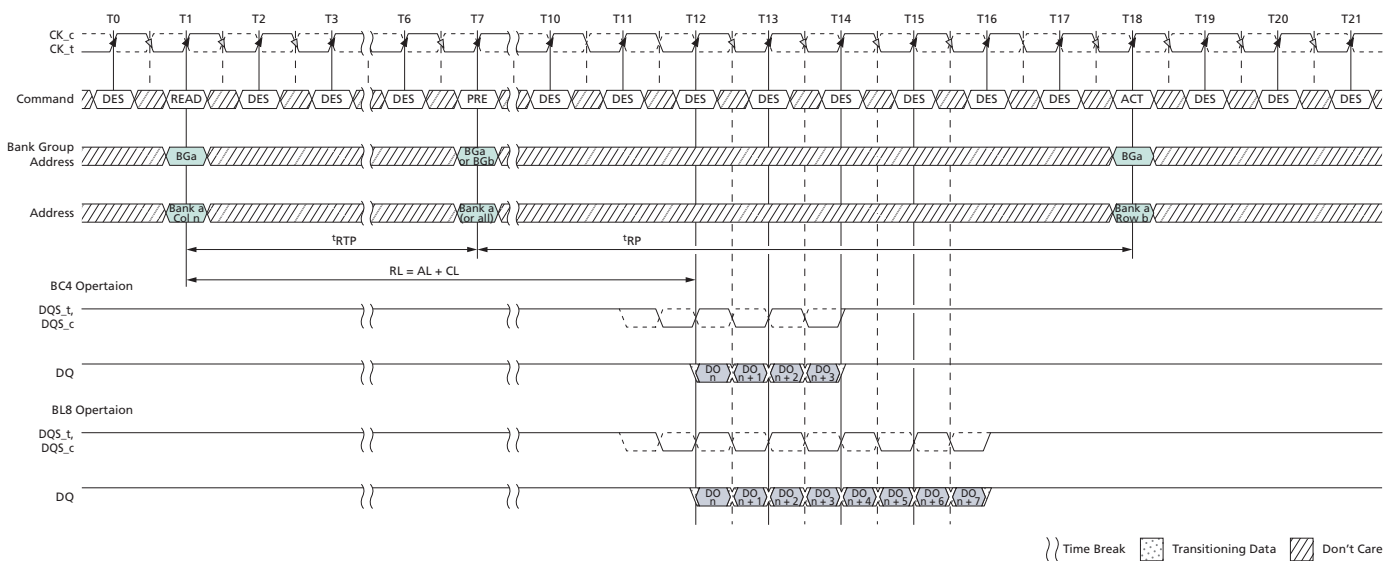 T0 T1 T2 T3 T6 T7 T10 T11 T12 T13 T14 T15 T16 T17 T18 T19 T20 T21
CK_c
CK_t
Command DES READ DES DES DES PRE DES DES DES DES DES DES DES DES ACT DES DES DES
Bank Group
Address
BGa
BGa
or BGb
BGa
Address
Bank a
Col n
Bank a
(or all)
Bank a
Row b
tRTP tRP
RL = AL + CL
BC4 Opertaion
DQS_t,
DQS_c
DQ
DO
n
DO
n + 1
DO
n + 2
DO
n + 3
BL8 Opertaion
DQS_t,
DQS_c
DQ
DO
n
DO
n + 1
DO
n + 2
DO
n + 3
DO
n + 4
DO
n + 5
DO
n + 6
DO
n + 7
Time Break Transitioning Data Don't Care